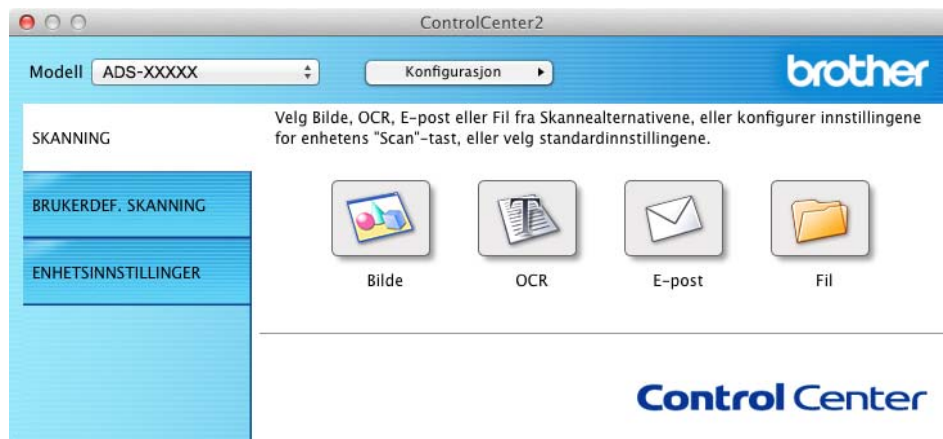 ControlCenter2
Modell ADS-XXXXX Konfigurasjon brother
SKANNING
BRUKERDEF. SKANNING
ENHETSINNSTILLINGER
Velg Bilde, OCR, E-post eller Fil fra Skannealternativene, eller konfigurer innstillingene
for enhetens "Scan"-tast, eller velg standardinnstillingene.
Bilde OCR E-post Fil
Control Center